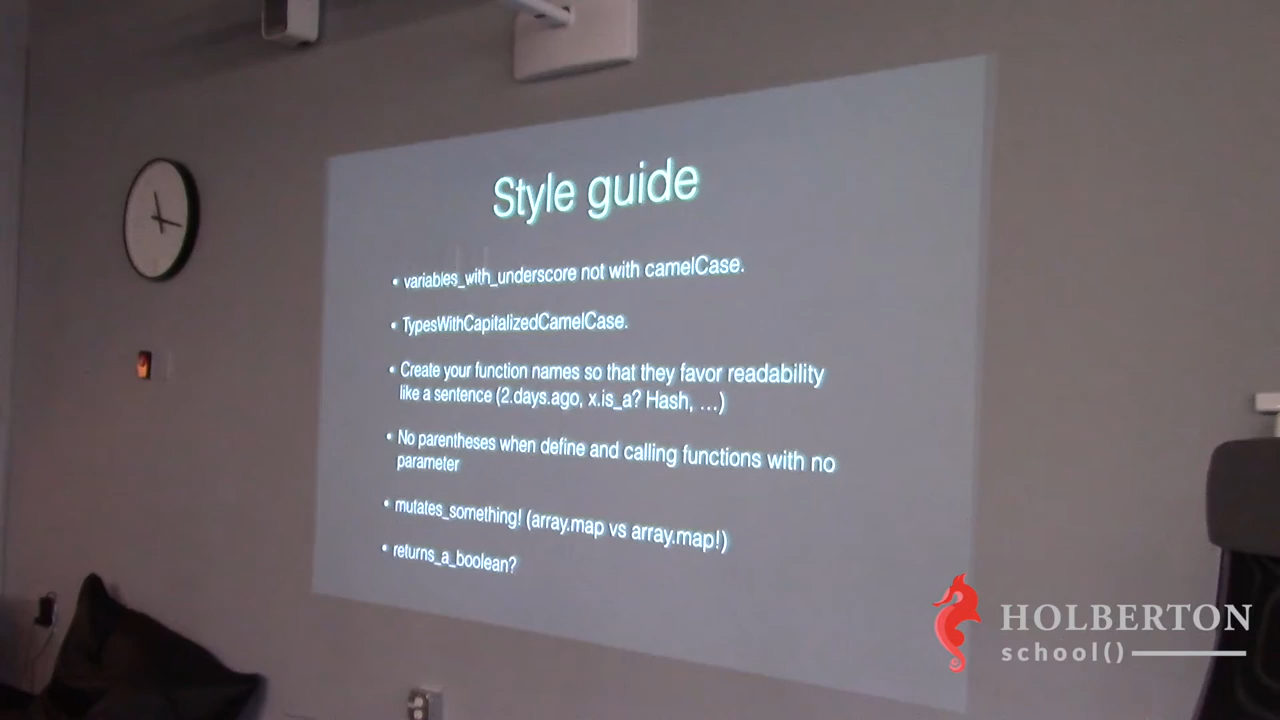 Style guide
• variables_with_underscore not with camelCase.
• TypesWithCapitalizedCamelCase.
• Create your function names so that they favor readability
like a sentence (2.days.ago, x.is_a? Hash, …)
• No parentheses when define and calling functions with no
parameter
• mutates_something! (array.map vs array.map!)
• returns_a_boolean?
HOLBERTON
school()